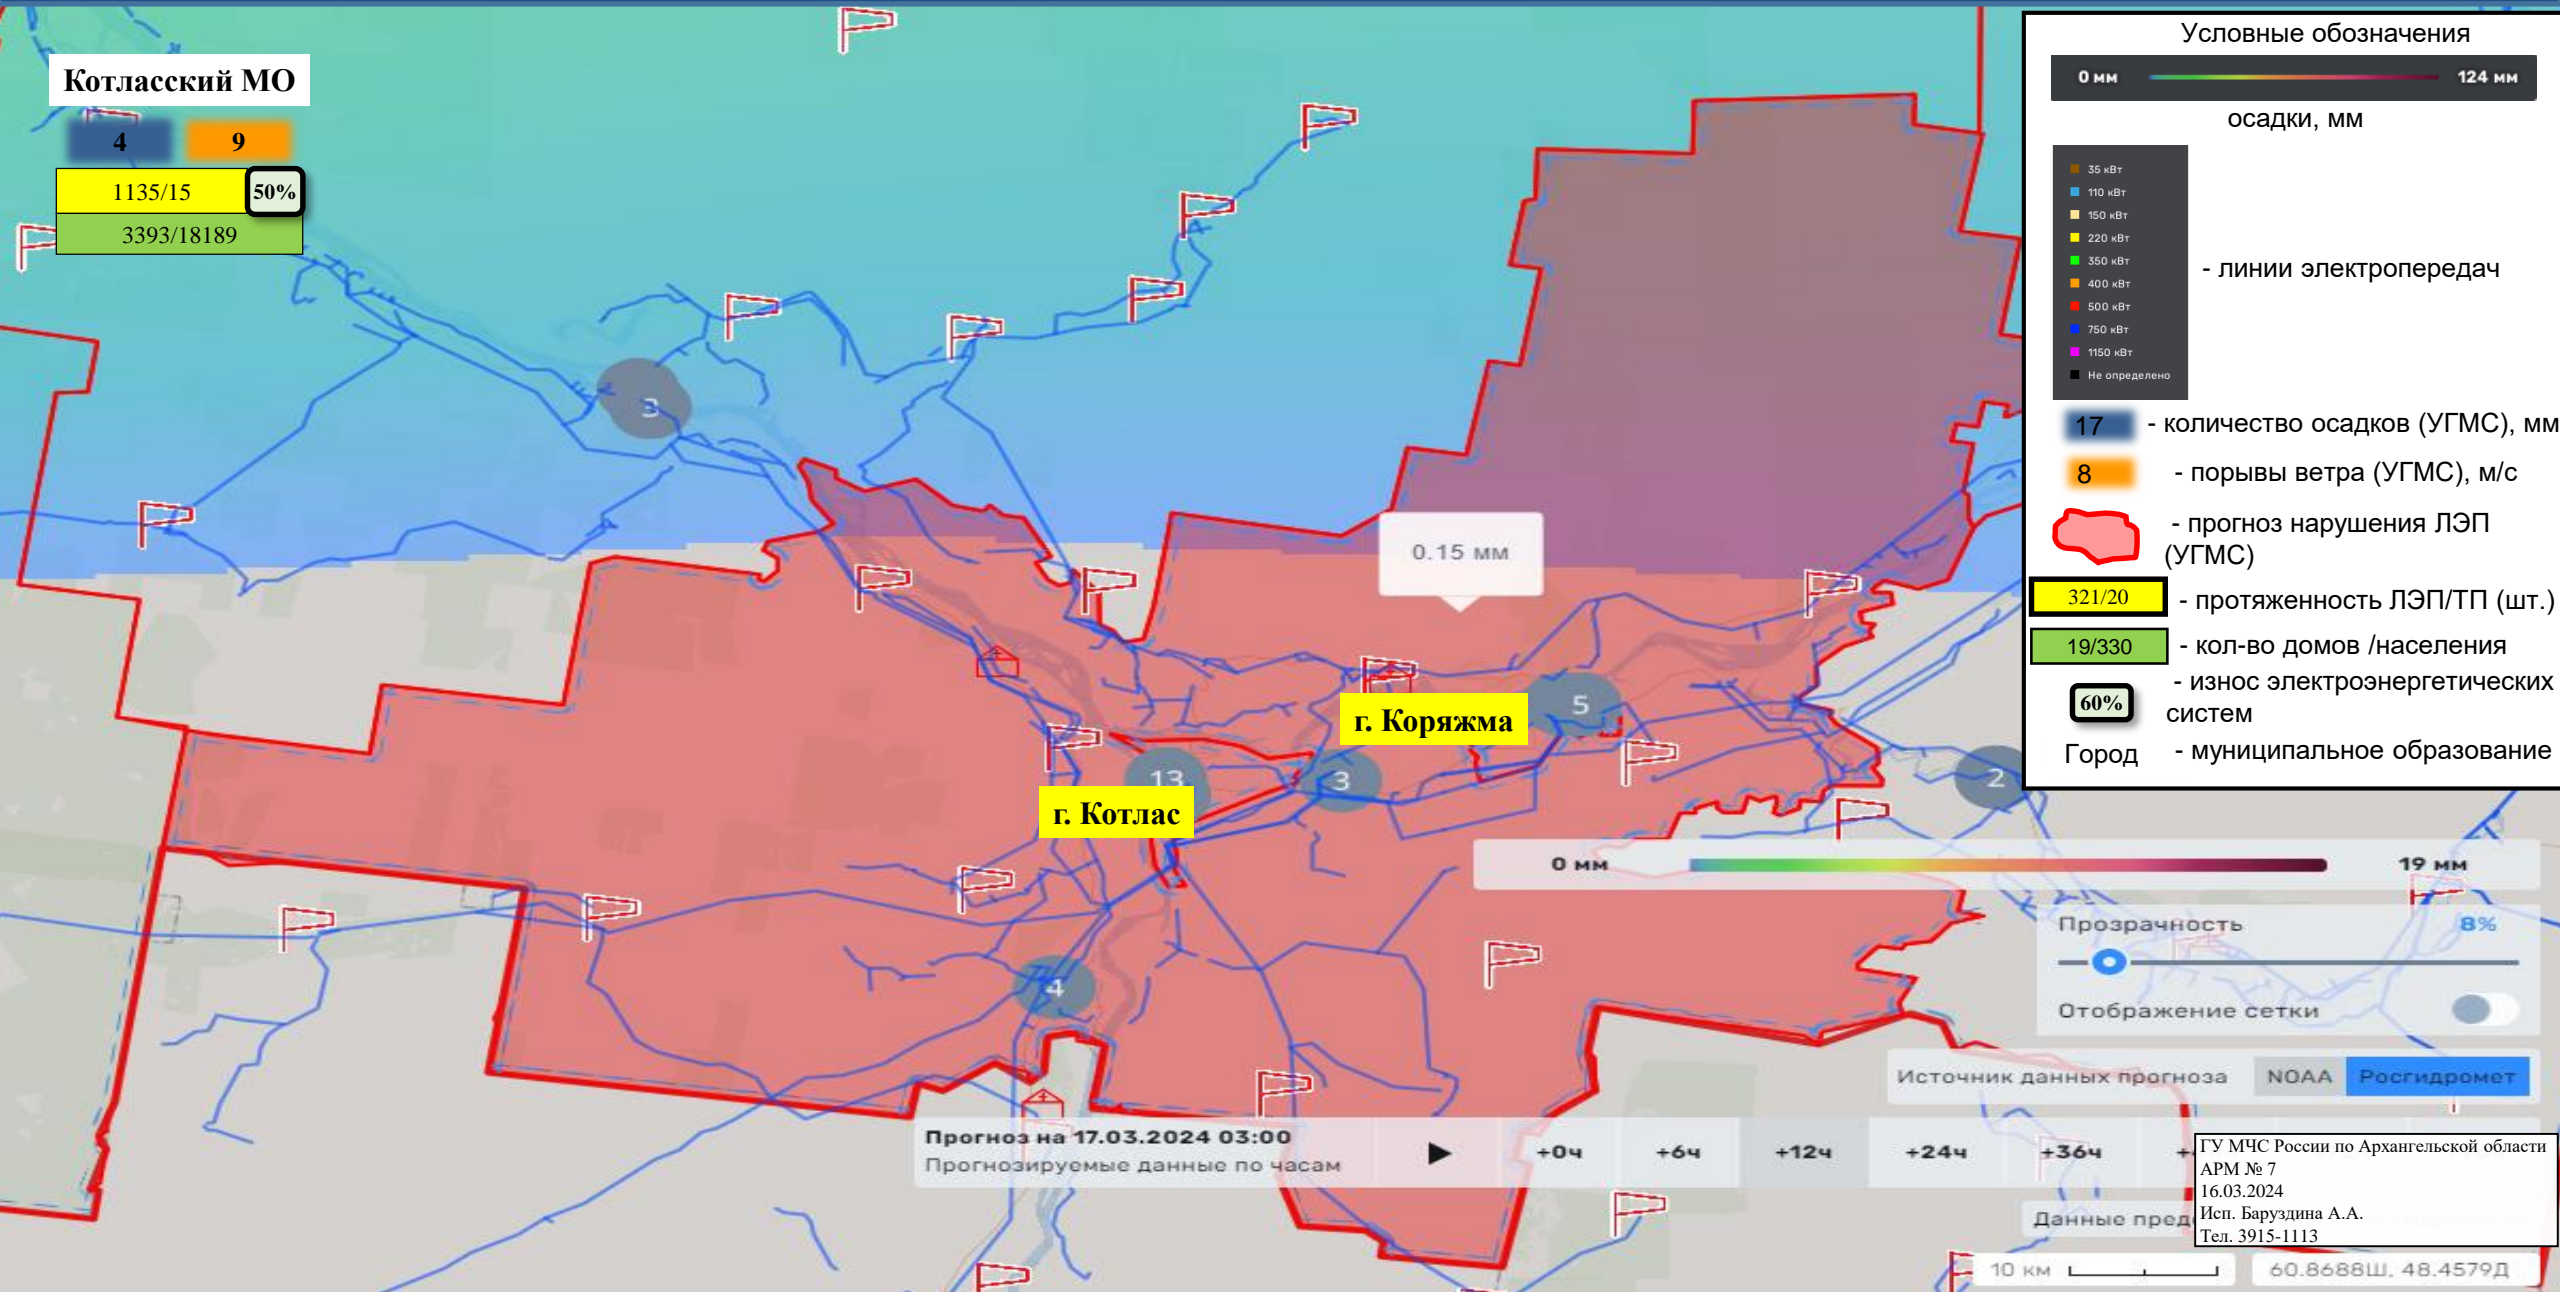 Котласский МО
4
9
1135/15
50%
3393/18189
3
0.15 мм
г. Коряжма
5
13
3
г. Котлас
2
4
Условные обозначения
0 мм
124 мм
осадки, мм
35 кВт
110 кВт
150 кВт
220 кВт
350 кВт
400 кВт
500 кВт
750 кВт
1150 кВт
Не определено
- линии электропередач
17
- количество осадков (УГМС), мм
8
- порывы ветра (УГМС), м/с
- прогноз нарушения ЛЭП
(УГМС)
321/20
- протяженность ЛЭП/ТП (шт.)
19/330
- кол-во домов /населения
60%
- износ электроэнергетических
систем
Город
- муниципальное образование
0 мм
19 мм
Прозрачность
8%
Отображение сетки
Источник данных прогноза
NOAA
Росгидромет
Прогноз на 17.03.2024 03:00
Прогнозируемые данные по часам
+0ч
+6ч
+12ч
+24ч
+36ч
ГУ МЧС России по Архангельской области
АРМ № 7
16.03.2024
Исп. Баруздина А.А.
Тел. 3915-1113
Данные
10 км
60.8688Ш, 48.4579Д